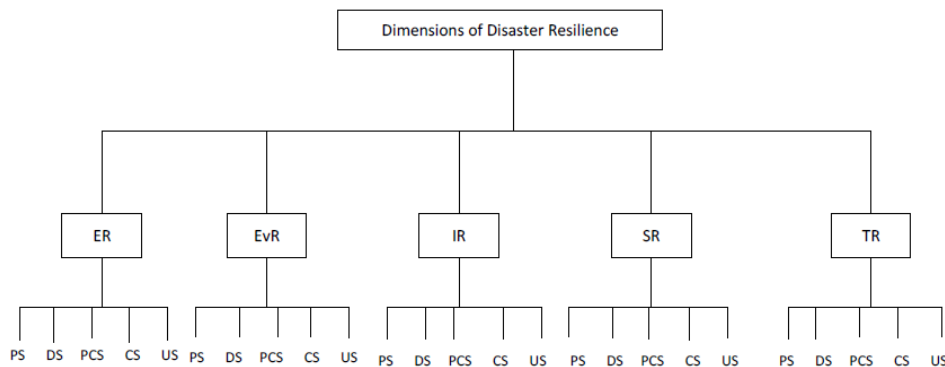 Dimensions of Disaster Resilience
ER EvR IR SR TR
PS DS PCS CS US PS DS PCS CS US PS DS PCS CS US PS DS PCS CS US PS DS PCS CS US